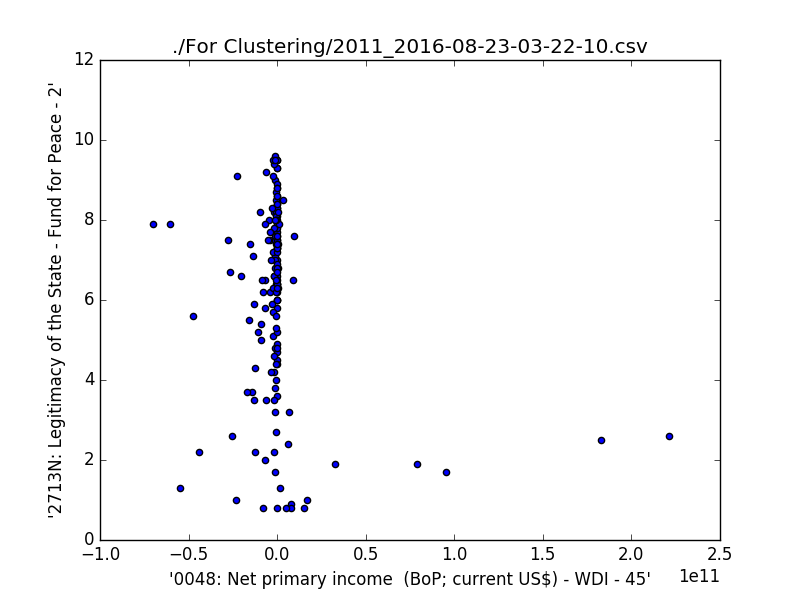 ./For Clustering/2011_2016-08-23-03-22-10.csv
12
10
8
6
4
2
0
'2713N: Legitimacy of the State - Fund for Peace - 2'
−1.0 −0.5 0.0 0.5 1.0 1.5 2.0 2.5
1e11
'0048: Net primary income  (BoP; current US$) - WDI - 45'